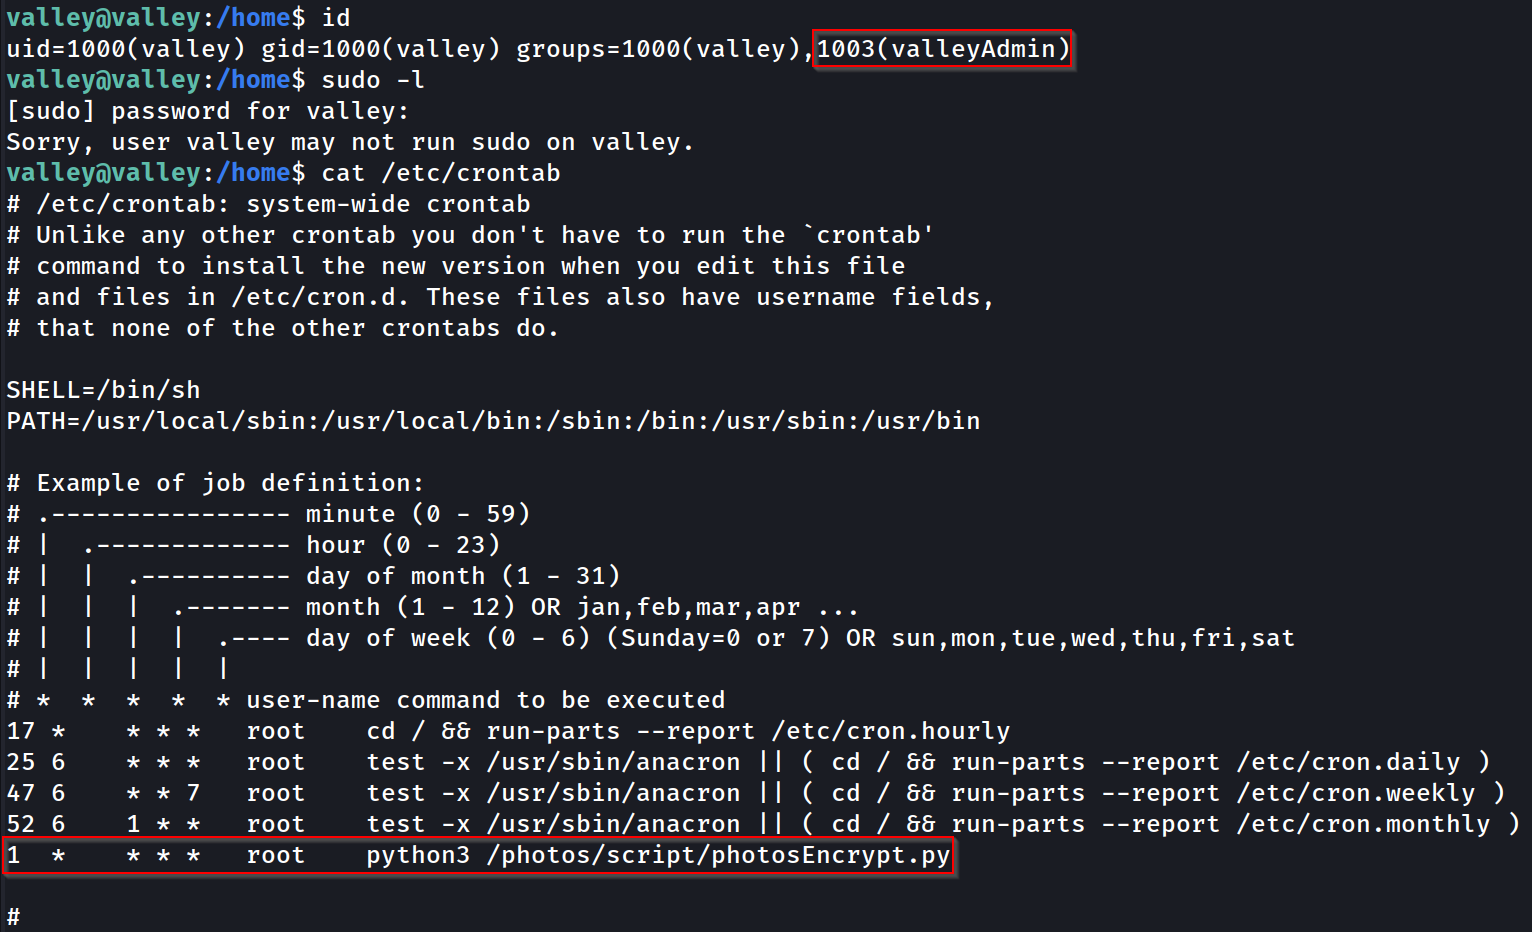 valley@valley:/home$ id
uid=1000(valley) gid=1000(valley) groups=1000(valley),1003(valleyAdmin)
valley@valley:/home$ sudo -l
[sudo] password for valley:
Sorry, user valley may not run sudo on valley.
valley@valley:/home$ cat /etc/crontab
# /etc/crontab: system-wide crontab
# Unlike any other crontab you don't have to run the `crontab'
# command to install the new version when you edit this file
# and files in /etc/cron.d. These files also have username fields,
# that none of the other crontabs do.

SHELL=/bin/sh
PATH=/usr/local/sbin:/usr/local/bin:/sbin:/bin:/usr/sbin:/usr/bin

# Example of job definition:
# .---------------- minute (0 - 59)
# |  .------------- hour (0 - 23)
# |  |  .---------- day of month (1 - 31)
# |  |  |  .------- month (1 - 12) OR jan,feb,mar,apr ...
# |  |  |  |  .---- day of week (0 - 6) (Sunday=0 or 7) OR sun,mon,tue,wed,thu,fri,sat
# |  |  |  |  |
# *  *  *  *  * user-name command to be executed
17 *    * * *   root    cd / && run-parts --report /etc/cron.hourly
25 6    * * *   root    test -x /usr/sbin/anacron || ( cd / && run-parts --report /etc/cron.daily )
47 6    * * 7   root    test -x /usr/sbin/anacron || ( cd / && run-parts --report /etc/cron.weekly )
52 6    1 * *   root    test -x /usr/sbin/anacron || ( cd / && run-parts --report /etc/cron.monthly )
1  *    * * *   root    python3 /photos/script/photosEncrypt.py

#